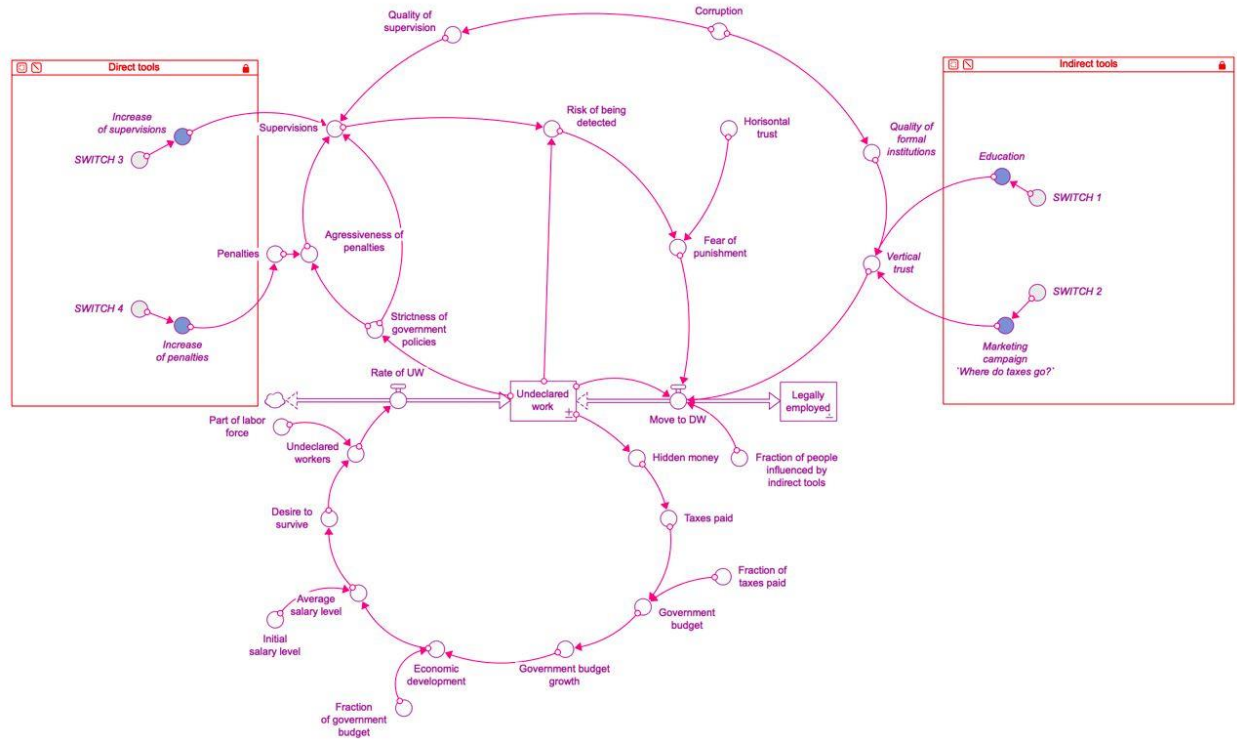 Quality of
supervision
Corruption
Direct tools
Indirect tools
Increase
of supervisions
Supervisions
SWITCH 3
Risk of being
detected
Horisontal
trust
Quality of
formal
institutions
Education
SWITCH 1
Penalties
Agressiveness of
penalties
Fear of
punishment
Vertical
trust
SWITCH 2
SWITCH 4
Increase
of penalties
Strictness of
government
policies
Marketing
campaign
`Where do taxes go?`
Rate of UW
Undeclared
work
Move to DW
Legally
employed
Part of labor
force
Undeclared
workers
Hidden money
Fraction of people
influenced by
indirect tools
Desire to
survive
Taxes paid
Fraction of
taxes paid
Average
salary level
Initial
salary level
Government
budget
Economic
development
Government budget
growth
Fraction
of government
budget